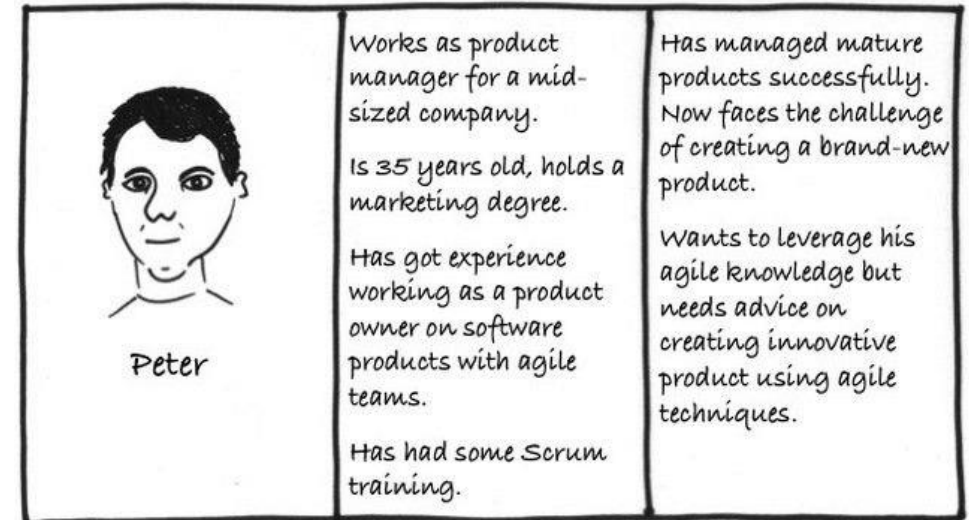 Peter
Works as product
manager for a mid-
sized company.
Is 35 years old, holds a
marketing degree.
Has got experience
working as a product
owner on software
products with agile
teams.
Has had some Scrum
training.
Has managed mature
products successfully.
Now faces the challenge
of creating a brand-new
product.
Wants to leverage his
agile knowledge but
needs advice on
creating innovative
product using agile
techniques.